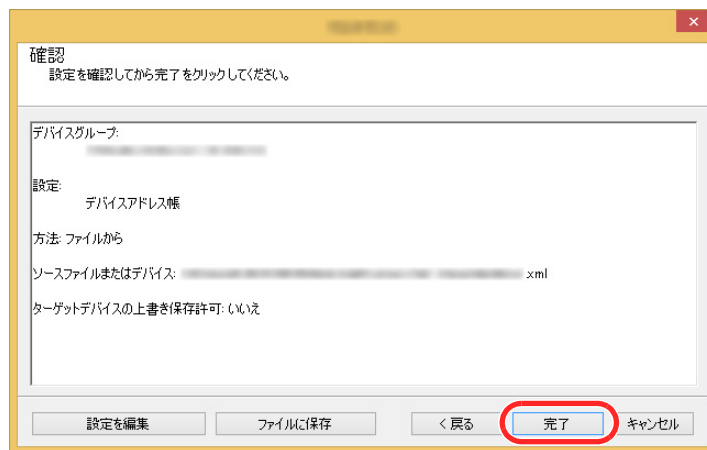 確認
設定を確認してから完了をクリックしてください。
デバイスグループ:
設定:
デバイスアドレス帳
方法: ファイルから
ソースファイルまたはデバイス: .xml
ターゲットデバイスの上書き保存許可: いいえ
設定を編集
ファイルに保存
< 戻る
完了
キャンセル